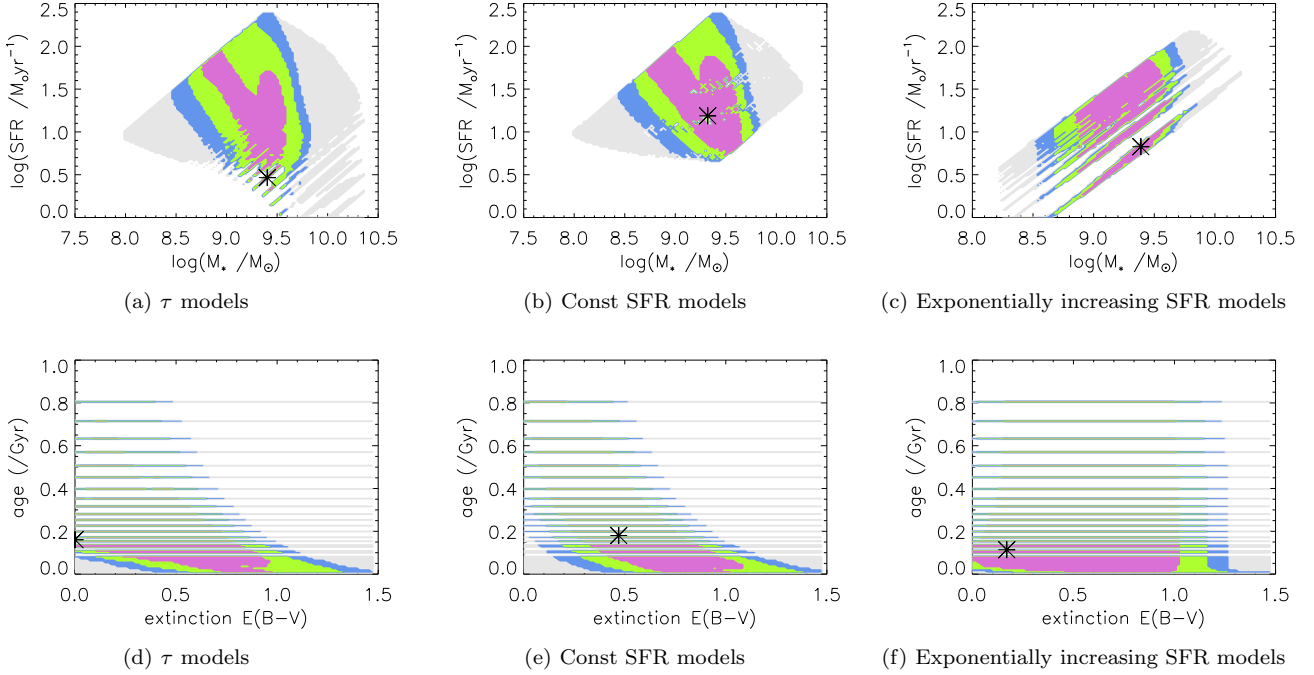 log(SFR /M☉yr⁻¹)
2.0
1.5
1.0
0.5
0.0
7.5 8.0 8.5 9.0 9.5 10.0 10.5
log(M* /M☉)
(a) τ models
log(SFR /M☉yr⁻¹)
2.0
1.5
1.0
0.5
0.0
7.5 8.0 8.5 9.0 9.5 10.0 10.5
log(M* /M☉)
(b) Const SFR models
log(SFR /M☉yr⁻¹)
2.0
1.5
1.0
0.5
0.0
8.0 8.5 9.0 9.5 10.0 10.5
log(M* /M☉)
(c) Exponentially increasing SFR models
age (/Gyr)
1.0
0.8
0.6
0.4
0.2
0.0
0.0 0.5 1.0 1.5
extinction E(B−V)
(d) τ models
age (/Gyr)
1.0
0.8
0.6
0.4
0.2
0.0
0.0 0.5 1.0 1.5
extinction E(B−V)
(e) Const SFR models
age (/Gyr)
1.0
0.8
0.6
0.4
0.2
0.0
0.0 0.5 1.0 1.5
extinction E(B−V)
(f) Exponentially increasing SFR models